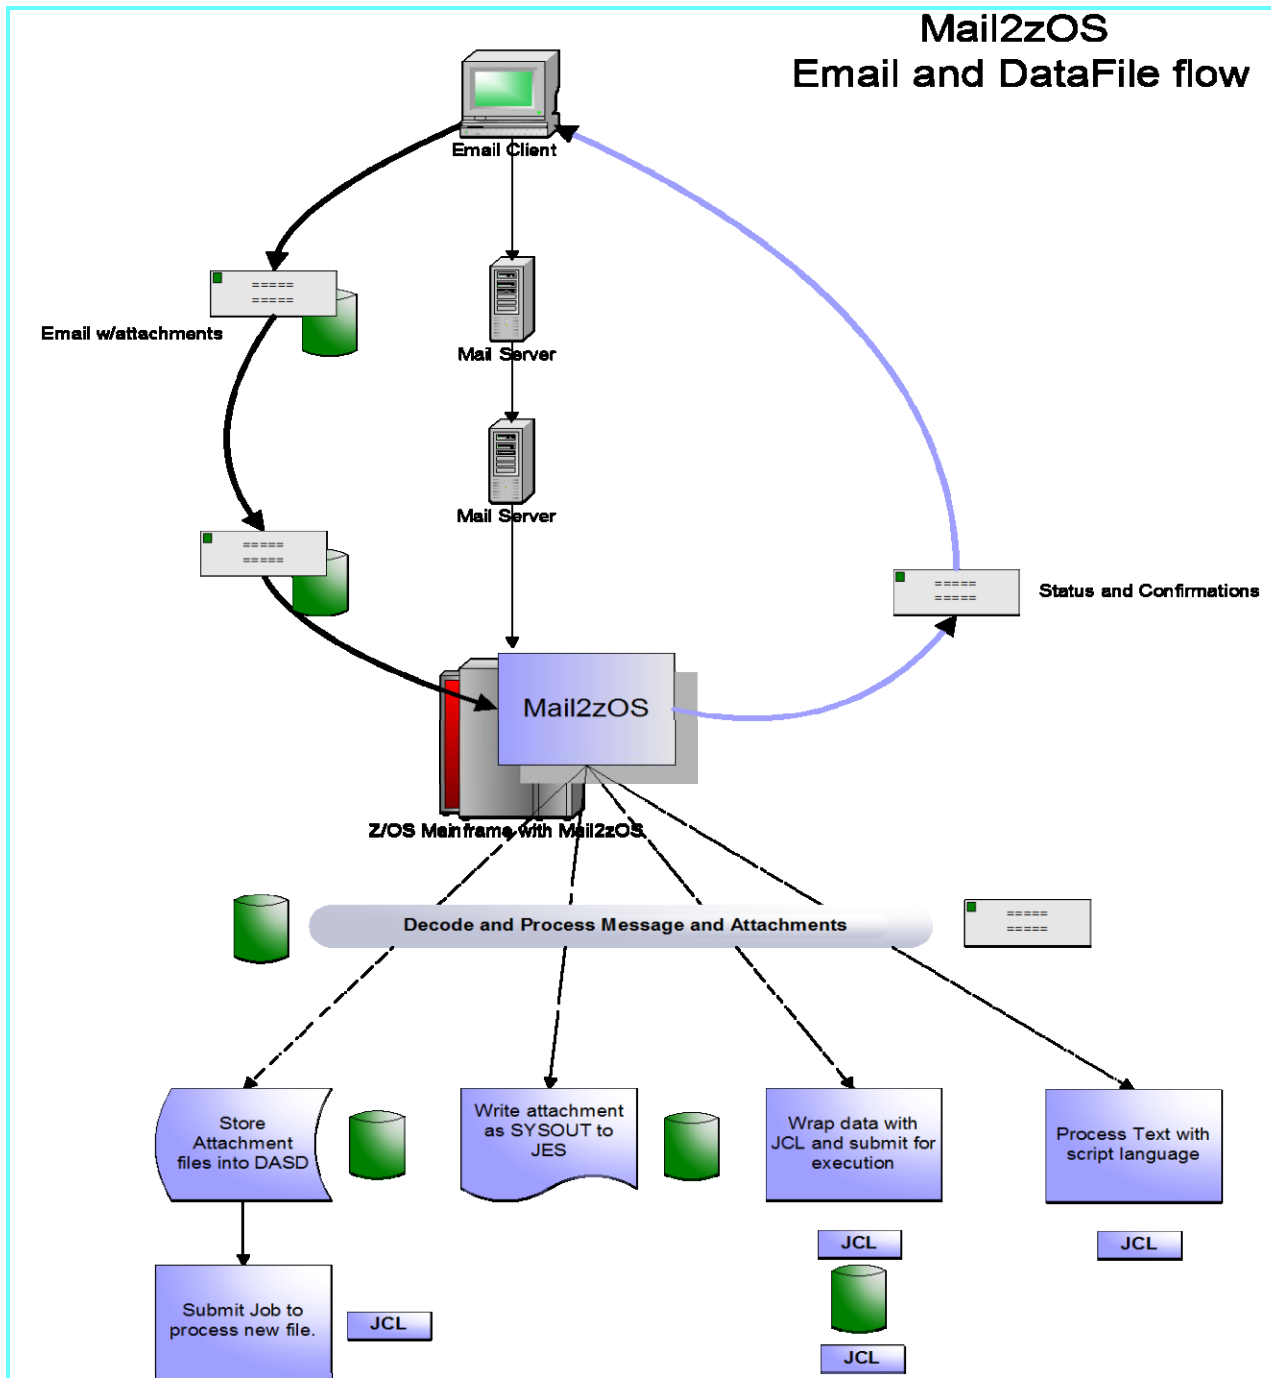 Mail2zOS
Email and DataFile flow
Email Client
=====
=====
Email w/attachments
Mail Server
Mail Server
=====
=====
=====
=====
Status and Confirmations
Mail2zOS
Z/OS Mainframe with Mail2zOS
Decode and Process Message and Attachments
=====
=====
Store
Attachment
files into DASD
Write attachment
as SYSOUT to
JES
Wrap data with
JCL and submit for
execution
Process Text with
script language
JCL
JCL
Submit Job to
process new file.
JCL
JCL